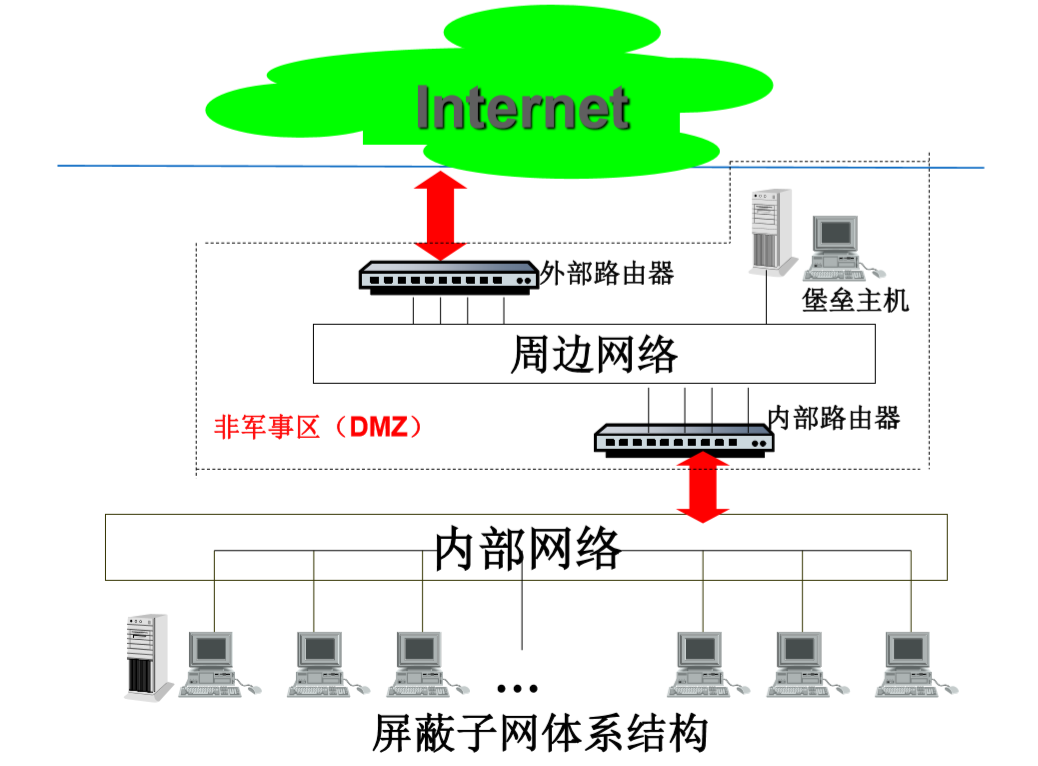 Internet
外部路由器
堡垒主机
周边网络
内部路由器
非军事区（DMZ）
内部网络
...
屏蔽子网体系结构